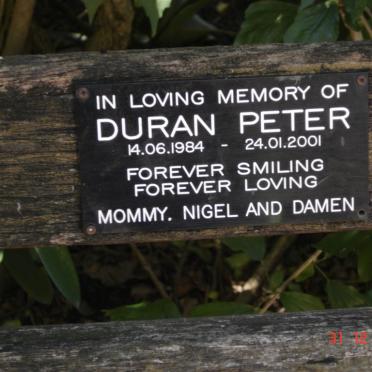 IN LOVING MEMORY OF
DURAN PETER
14.06.1984 - 24.01.2001
FOREVER SMILING
FOREVER LOVING
MOMMY. NIGEL AND DAMEN